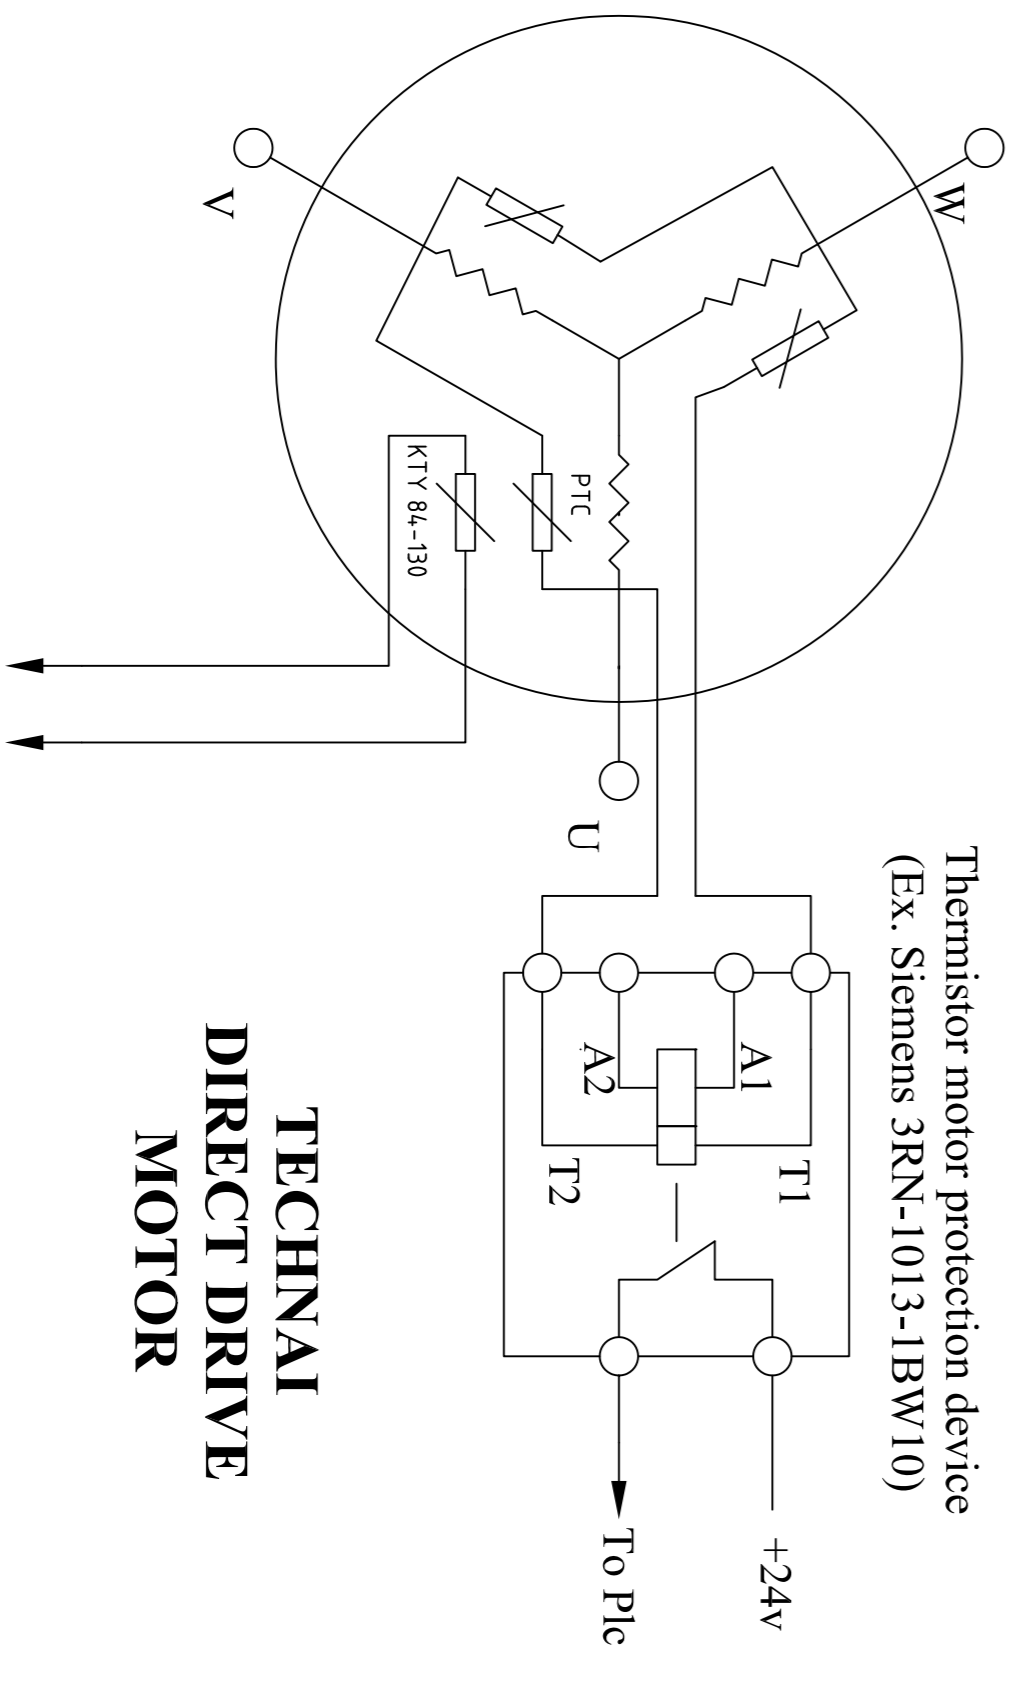 Thermistor motor protection device
(Ex. Siemens 3RN-1013-1BW10)
W
V
U
PTC
KTY 84-130
A1
A2
T1
T2
+24v
To Plc
TECHNAI
DIRECT DRIVE
MOTOR